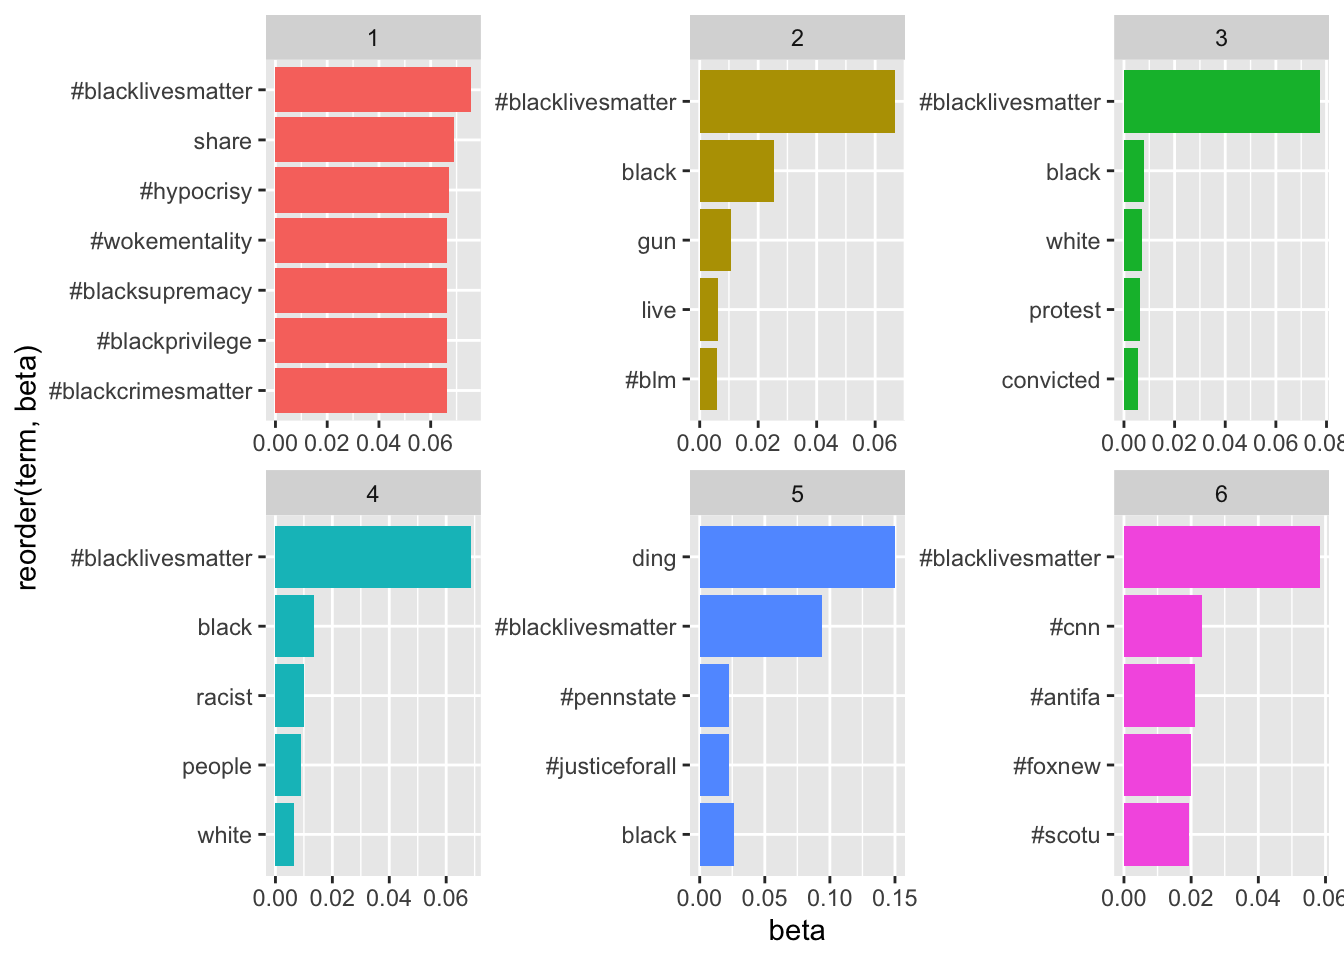 1
#blacklivesmatter
share
#hypocrisy
#wokementality
#blacksupremacy
#blackprivilege
#blackcrimesmatter
0.00 0.02 0.04 0.06
2
#blacklivesmatter
black
gun
live
#blm
0.00 0.02 0.04 0.06
3
#blacklivesmatter
black
white
protest
convicted
0.00 0.02 0.04 0.06 0.08
4
#blacklivesmatter
black
racist
people
white
0.00 0.02 0.04 0.06
5
ding
#blacklivesmatter
#pennstate
#justiceforall
black
0.00 0.05 0.10 0.15
6
#blacklivesmatter
#cnn
#antifa
#foxnew
#scotu
0.00 0.02 0.04 0.06
reorder(term, beta)
beta